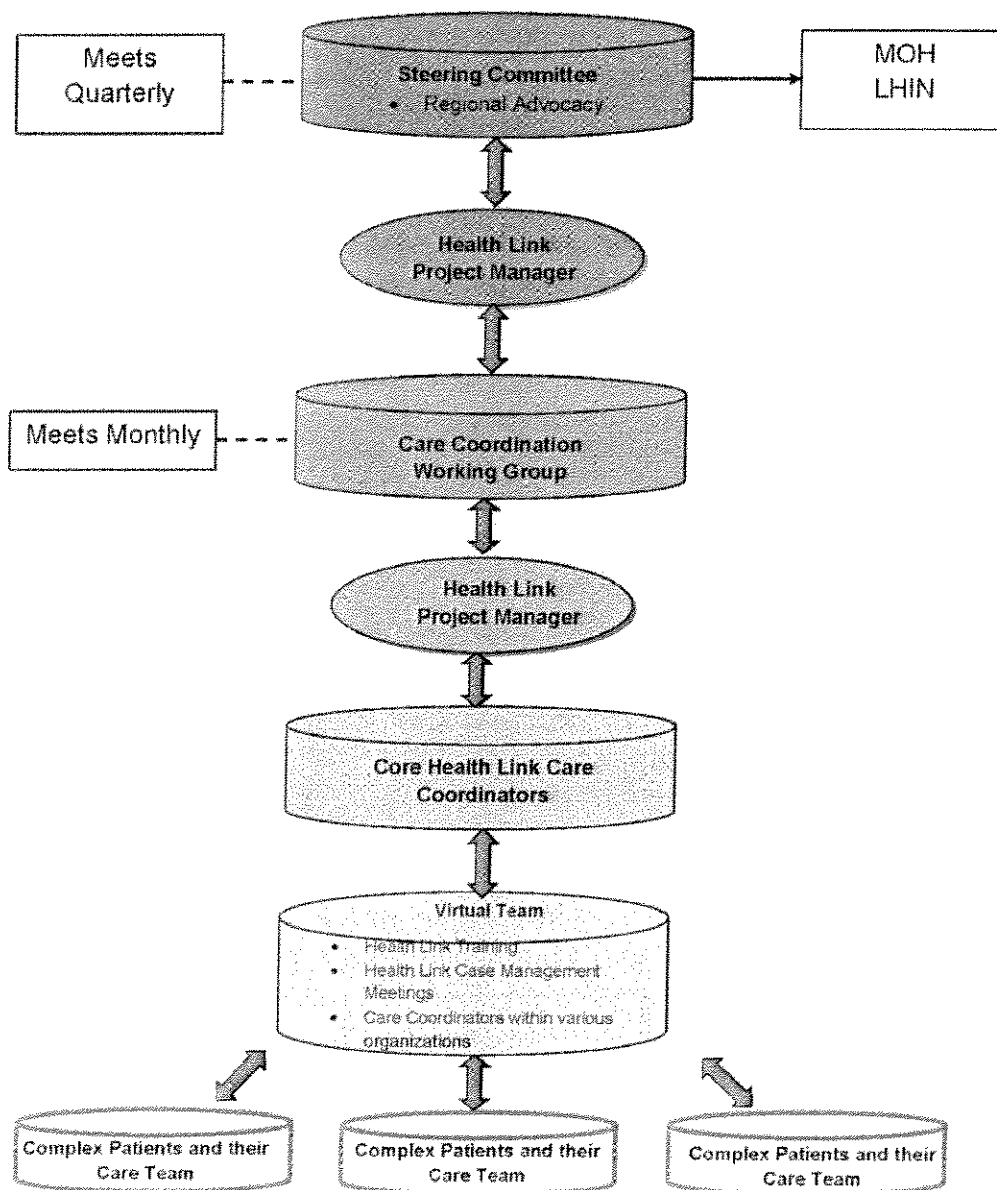 Meets
Quarterly
Steering Committee
• Regional Advocacy
MOH
LHIN
Health Link
Project Manager
Meets Monthly
Care Coordination
Working Group
Health Link
Project Manager
Core Health Link Care
Coordinators
Virtual Team
• Health Link Training
• Health Link Case Management
Meetings
• Care Coordinators within various
organizations
Complex Patients and their
Care Team
Complex Patients and their
Care Team
Complex Patients and their
Care Team